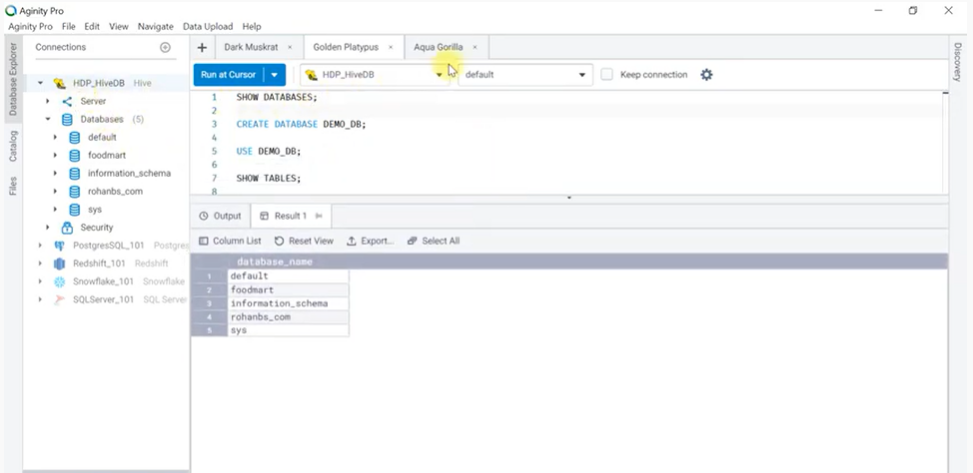 Aginity Pro
Aginity Pro File Edit View Navigate Data Upload Help
Database Explorer
Catalog
Files
Connections
HDP_HiveDB Hive
Server
Databases (5)
default
foodmart
information_schema
rohanbs_com
sys
Security
PostgresSQL_101 Postgres
Redshift_101 Redshift
Snowflake_101 Snowflake
SQLServer_101 SQL Server
Dark Muskrat
Golden Platypus
Aqua Gorilla
Run at Cursor
HDP_HiveDB
default
Keep connection
1 SHOW DATABASES;
2
3 CREATE DATABASE DEMO_DB;
4
5 USE DEMO_DB;
6
7 SHOW TABLES;
8
Output
Result 1
Column List Reset View Export... Select All
database_name
1 default
2 foodmart
3 information_schema
4 rohanbs_com
5 sys
Discovery